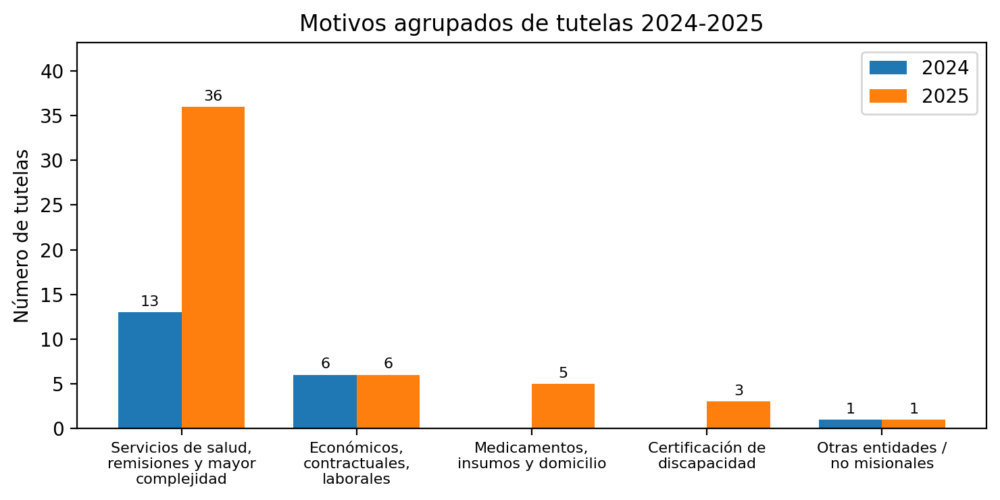 Motivos agrupados de tutelas 2024-2025
2024
2025
Número de tutelas
40
35
30
25
20
15
10
5
0
13
36
6
6
5
3
1
1
Servicios de salud,
remisiones y mayor
complejidad
Económicos,
contractuales,
laborales
Medicamentos,
insumos y domicilio
Certificación de
discapacidad
Otras entidades /
no misionales